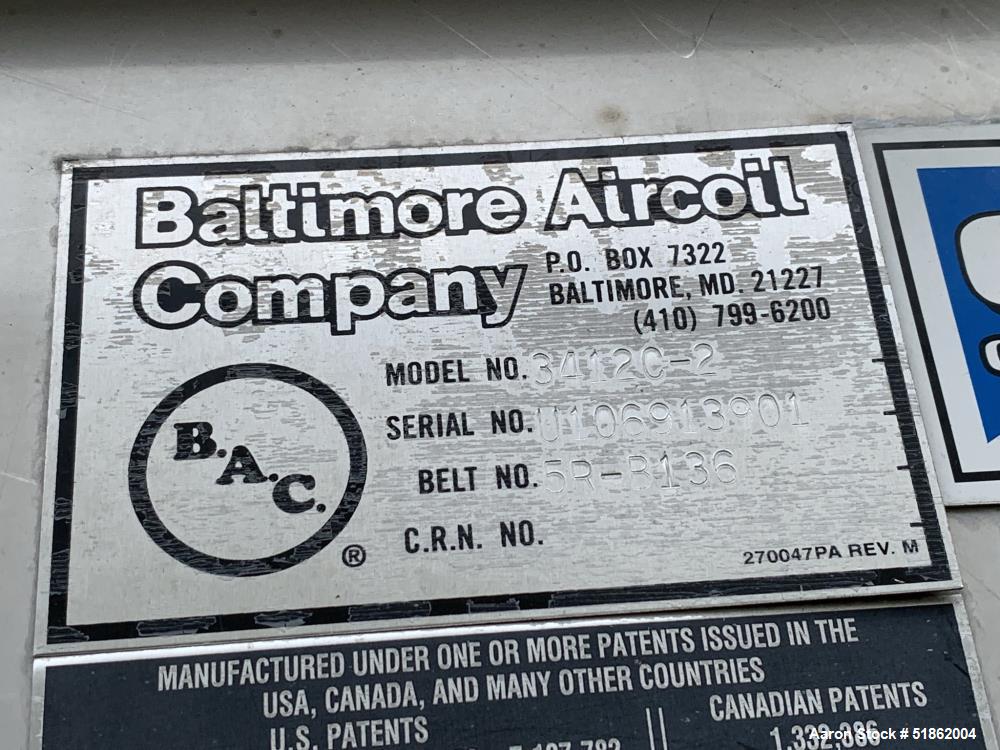 Baltimore Aircoil
Company
P.O. BOX 7322
BALTIMORE, MD. 21227
(410) 799-6200
MODEL NO. 3412C-2
SERIAL NO. U106913901
BELT NO. 5R-B136
C.R.N. NO.
B.A.C.
®
270047PA REV. M
MANUFACTURED UNDER ONE OR MORE PATENTS ISSUED IN THE
USA, CANADA, AND MANY OTHER COUNTRIES
U.S. PATENTS
CANADIAN PATENTS
Aaron Stock # 51862004